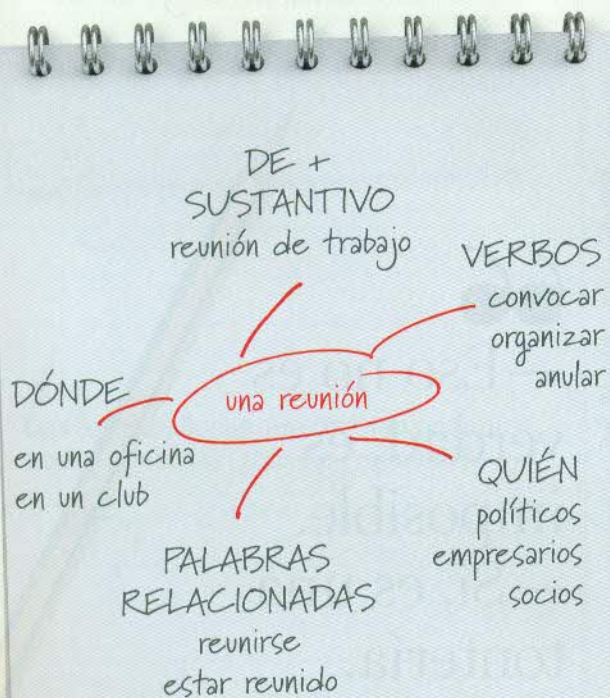 DE +
SUSTANTIVO
reunión de trabajo
VERBOS
convocar
organizar
anular
DÓNDE
en una oficina
en un club
una reunión
QUIÉN
políticos
empresarios
socios
PALABRAS
RELACIONADAS
reunirse
estar reunido